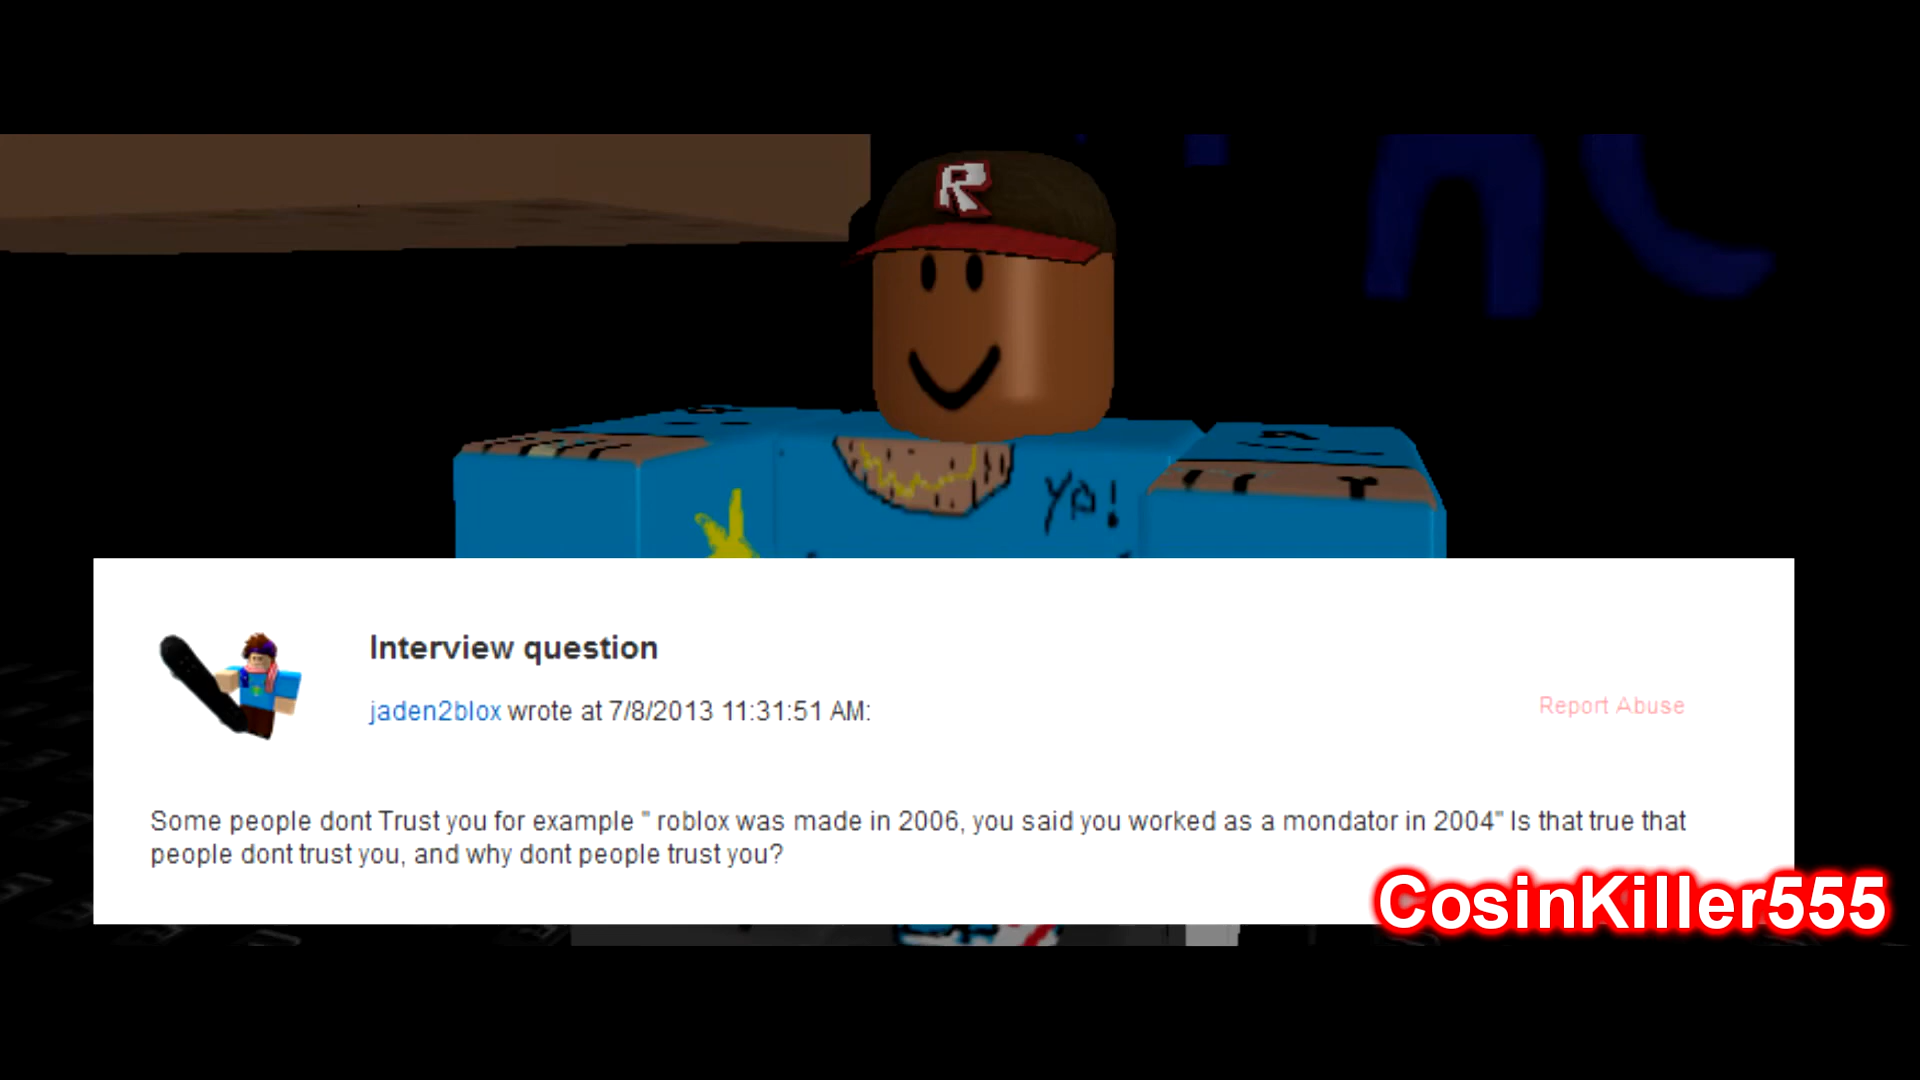 R
Yo!
Interview question
jaden2blox wrote at 7/8/2013 11:31:51 AM:
Report Abuse
Some people dont Trust you for example " roblox was made in 2006, you said you worked as a mondator in 2004" Is that true that
people dont trust you, and why dont people trust you?
CosinKiller555